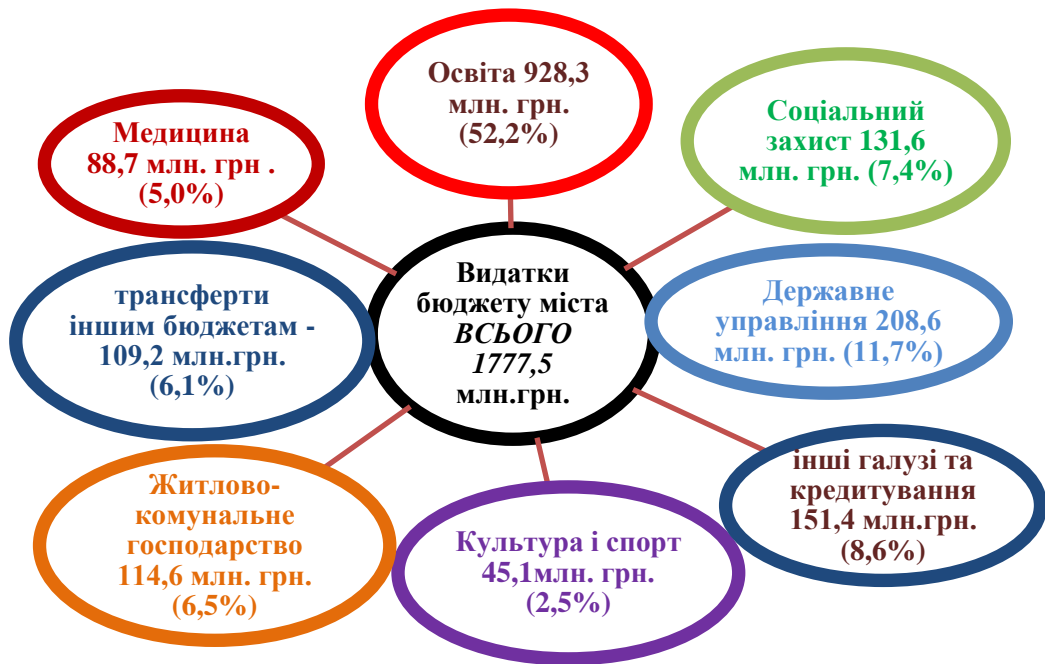 Освіта 928,3
млн. грн.
(52,2%)
Медицина
88,7 млн. грн .
(5,0%)
Соціальний
захист 131,6
млн. грн. (7,4%)
Видатки
бюджету міста
ВСЬОГО
1777,5
млн.грн.
трансферти
іншим бюджетам -
109,2 млн.грн.
(6,1%)
Державне
управління 208,6
млн. грн. (11,7%)
Житлово-
комунальне
господарство
114,6 млн. грн.
(6,5%)
Культура і спорт
45,1млн. грн.
(2,5%)
інші галузі та
кредитування
151,4 млн.грн.
(8,6%)